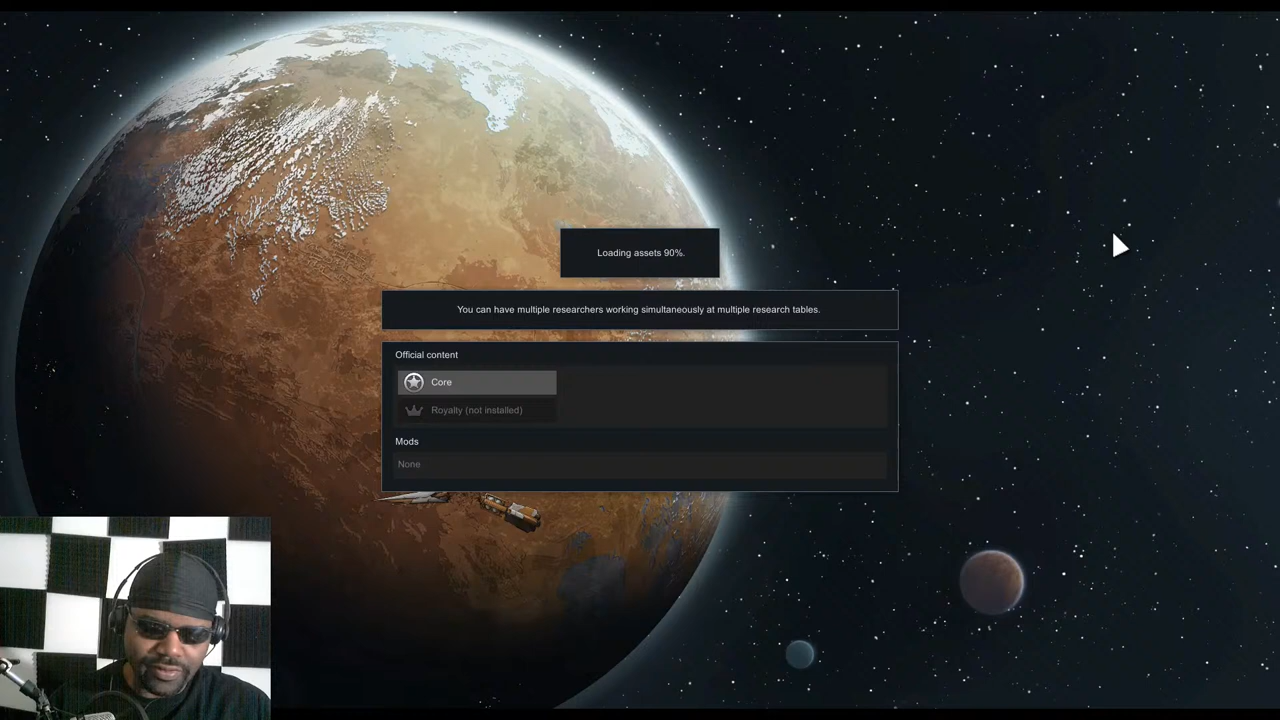 Loading assets 90%.
You can have multiple researchers working simultaneously at multiple research tables.
Official content
Core
Royalty (not installed)
Mods
None